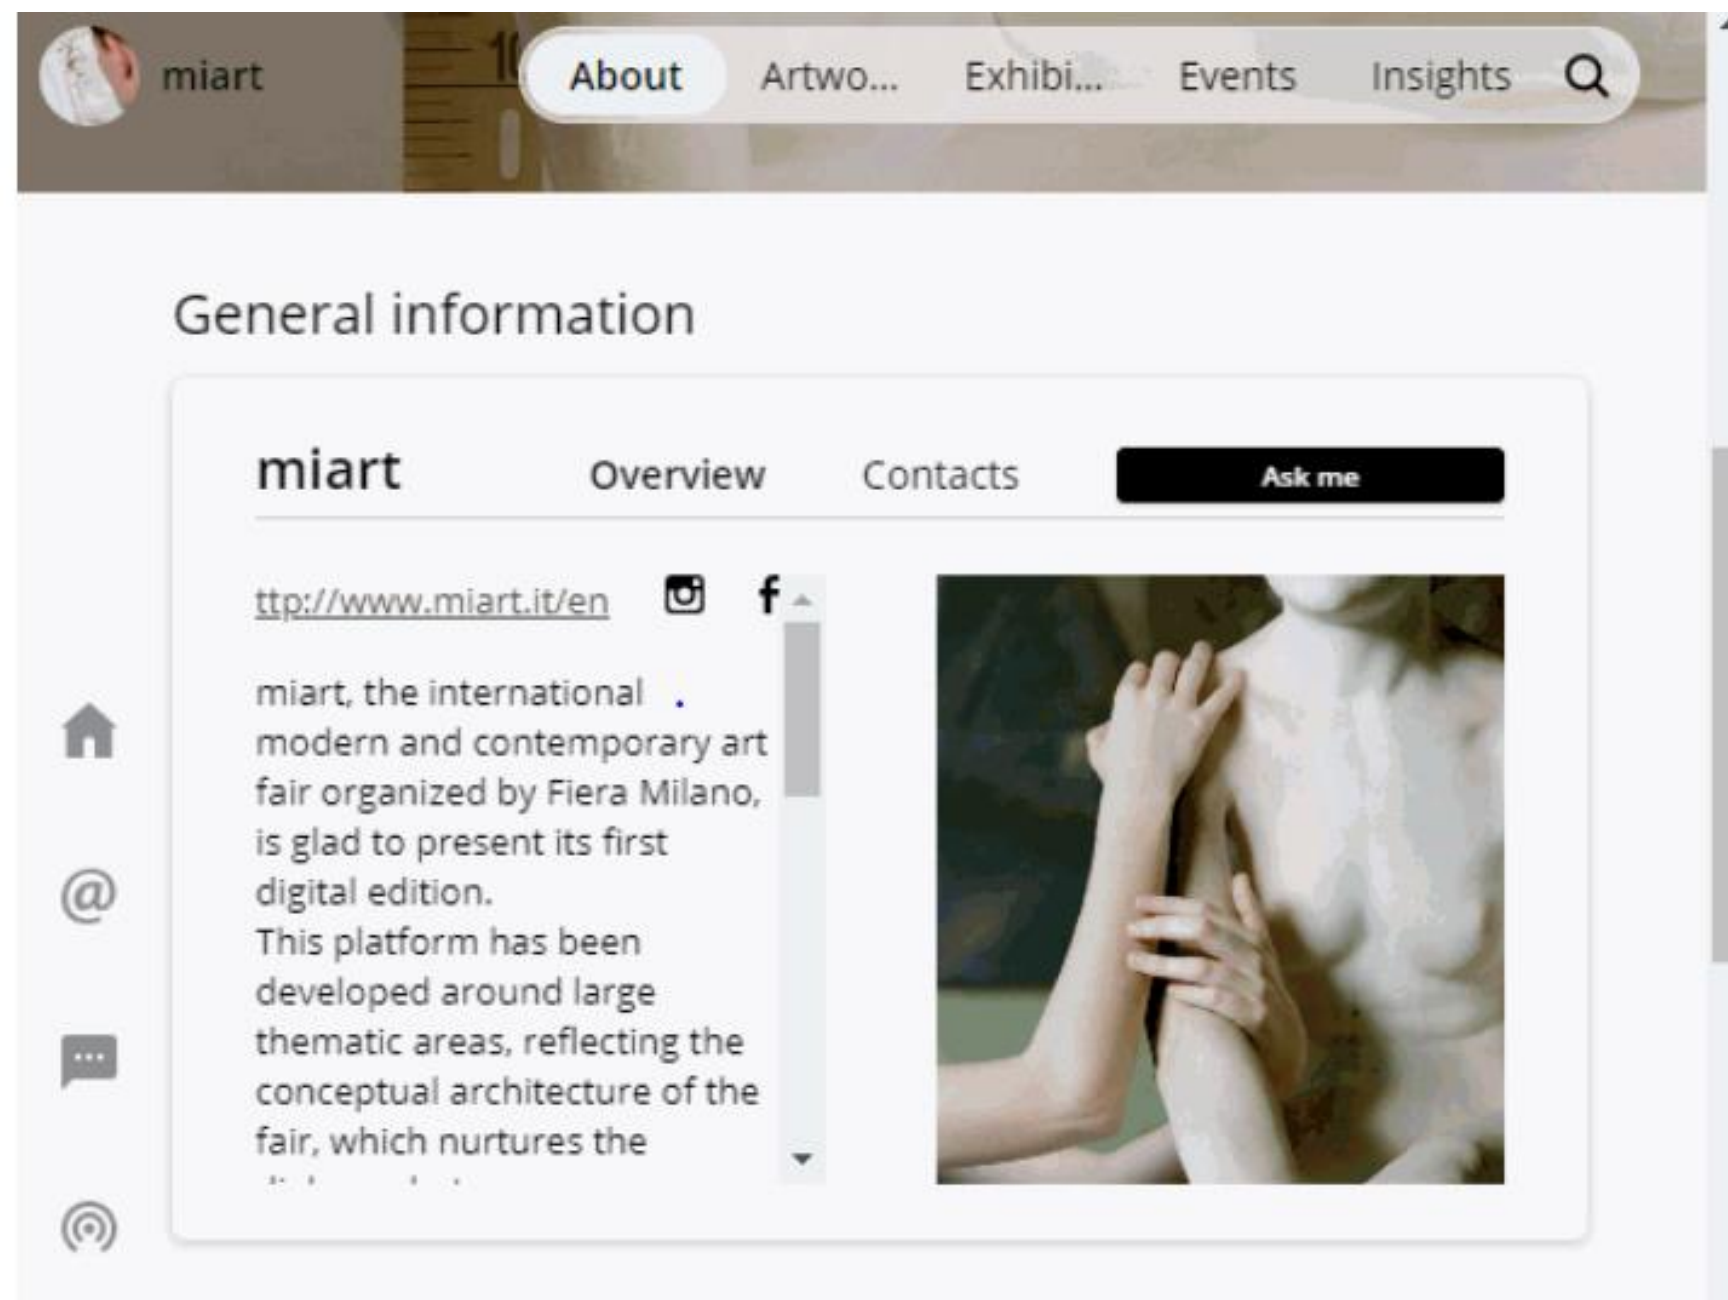 miart
10
About
Artwo...
Exhibi...
Events
Insights
General information
miart
Overview
Contacts
Ask me
ttp://www.miart.it/en
miart, the international
modern and contemporary art
fair organized by Fiera Milano,
is glad to present its first
digital edition.
This platform has been
developed around large
thematic areas, reflecting the
conceptual architecture of the
fair, which nurtures the